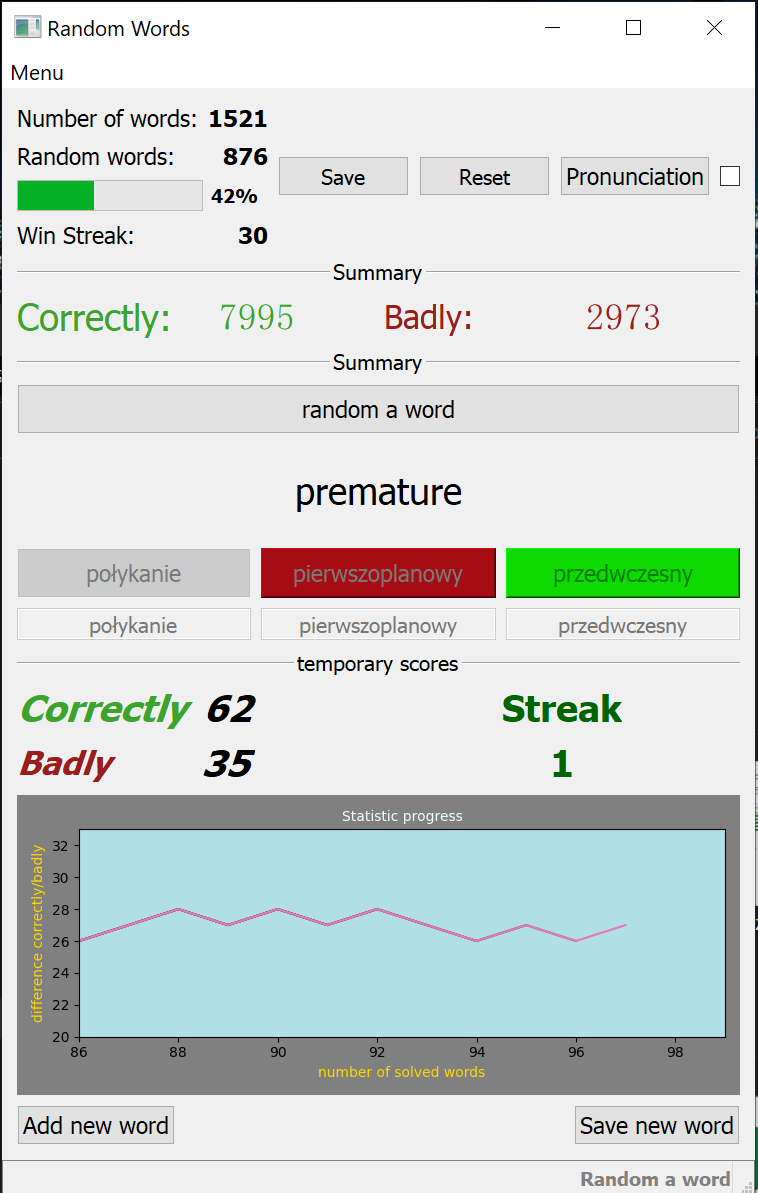 Random Words
Menu
Number of words: 1521
Random words: 876
42%
Save Reset Pronunciation
Win Streak: 30
Summary
Correctly: 7995 Badly: 2973
Summary
random a word
premature
połykanie pierwszoplanowy przedwczesny
połykanie pierwszoplanowy przedwczesny
temporary scores
Correctly 62 Streak
Badly 35 1
Statistic progress
difference correctly/badly
32
30
28
26
24
22
20
86 88 90 92 94 96 98
number of solved words
Add new word Save new word
Random a word